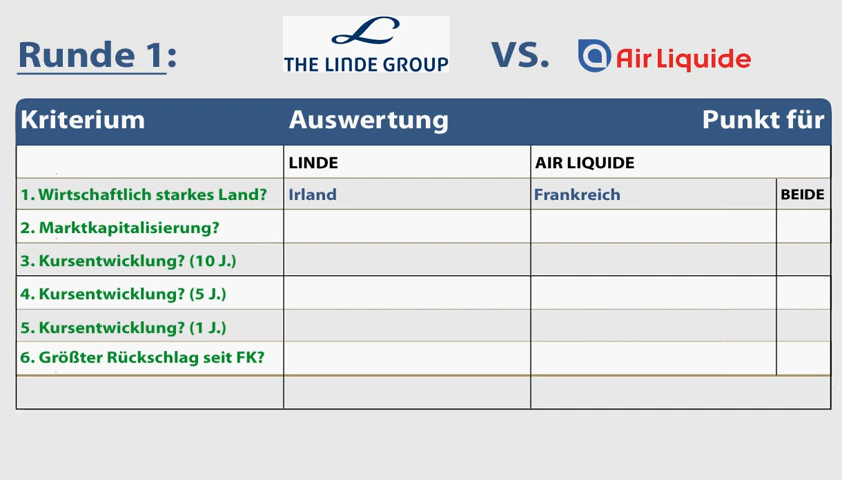 Runde 1:
THE LINDE GROUP
VS.
Air Liquide
Kriterium Auswertung Punkt für
LINDE AIR LIQUIDE
1. Wirtschaftlich starkes Land? Irland Frankreich BEIDE
2. Marktkapitalisierung?
3. Kursentwicklung? (10 J.)
4. Kursentwicklung? (5 J.)
5. Kursentwicklung? (1 J.)
6. Größter Rückschlag seit FK?